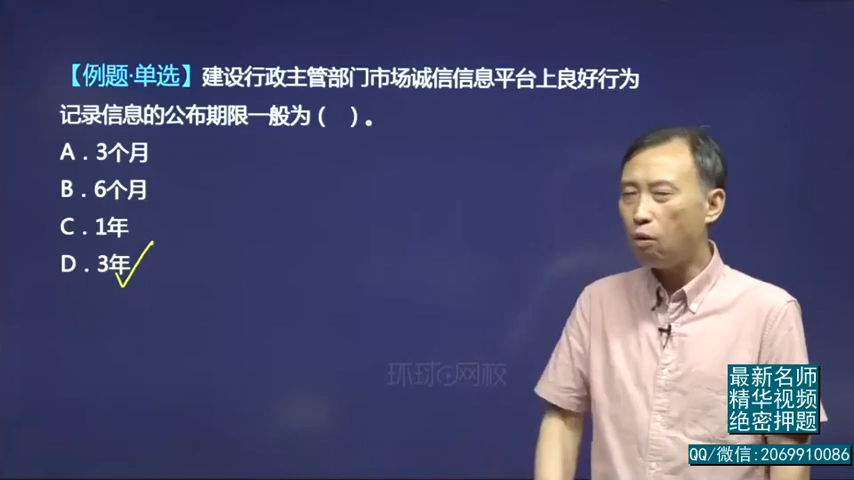 【例题·单选】建设行政主管部门市场诚信信息平台上良好行为
记录信息的公布期限一般为（ ）。
A．3个月
B．6个月
C．1年
D．3年
环球网校
最新名师
精华视频
绝密押题
QQ/微信:2069910086